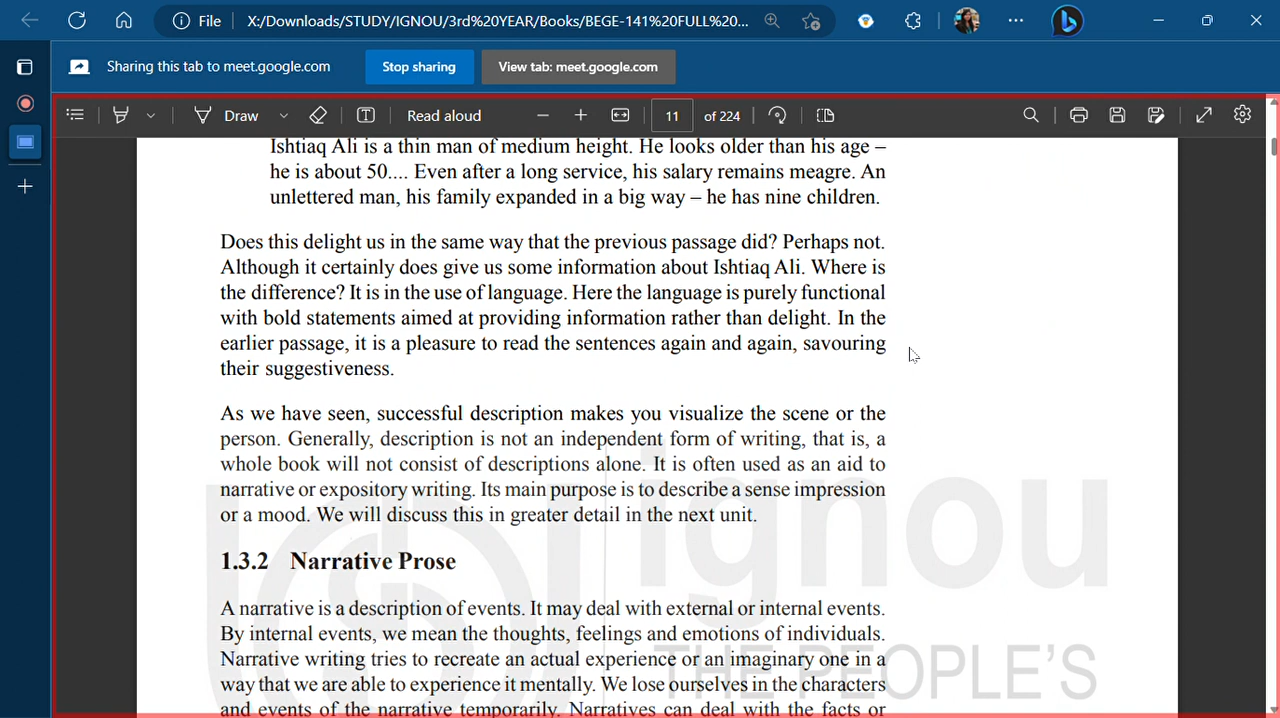 File
X:/Downloads/STUDY/IGNOU/3rd%20YEAR/Books/BEGE-141%20FULL%20...
Sharing this tab to meet.google.com
Stop sharing
View tab: meet.google.com
Draw
Read aloud
11 of 224
Ishtiaq Ali is a thin man of medium height. He looks older than his age –
he is about 50.... Even after a long service, his salary remains meagre. An
unlettered man, his family expanded in a big way – he has nine children.
Does this delight us in the same way that the previous passage did? Perhaps not.
Although it certainly does give us some information about Ishtiaq Ali. Where is
the difference? It is in the use of language. Here the language is purely functional
with bold statements aimed at providing information rather than delight. In the
earlier passage, it is a pleasure to read the sentences again and again, savouring
their suggestiveness.
As we have seen, successful description makes you visualize the scene or the
person. Generally, description is not an independent form of writing, that is, a
whole book will not consist of descriptions alone. It is often used as an aid to
narrative or expository writing. Its main purpose is to describe a sense impression
or a mood. We will discuss this in greater detail in the next unit.
1.3.2 Narrative Prose
A narrative is a description of events. It may deal with external or internal events.
By internal events, we mean the thoughts, feelings and emotions of individuals.
Narrative writing tries to recreate an actual experience or an imaginary one in a
way that we are able to experience it mentally. We lose ourselves in the characters
and events of the narrative temporarily. Narratives can deal with the facts or
ignou
THE PEOPLE'S